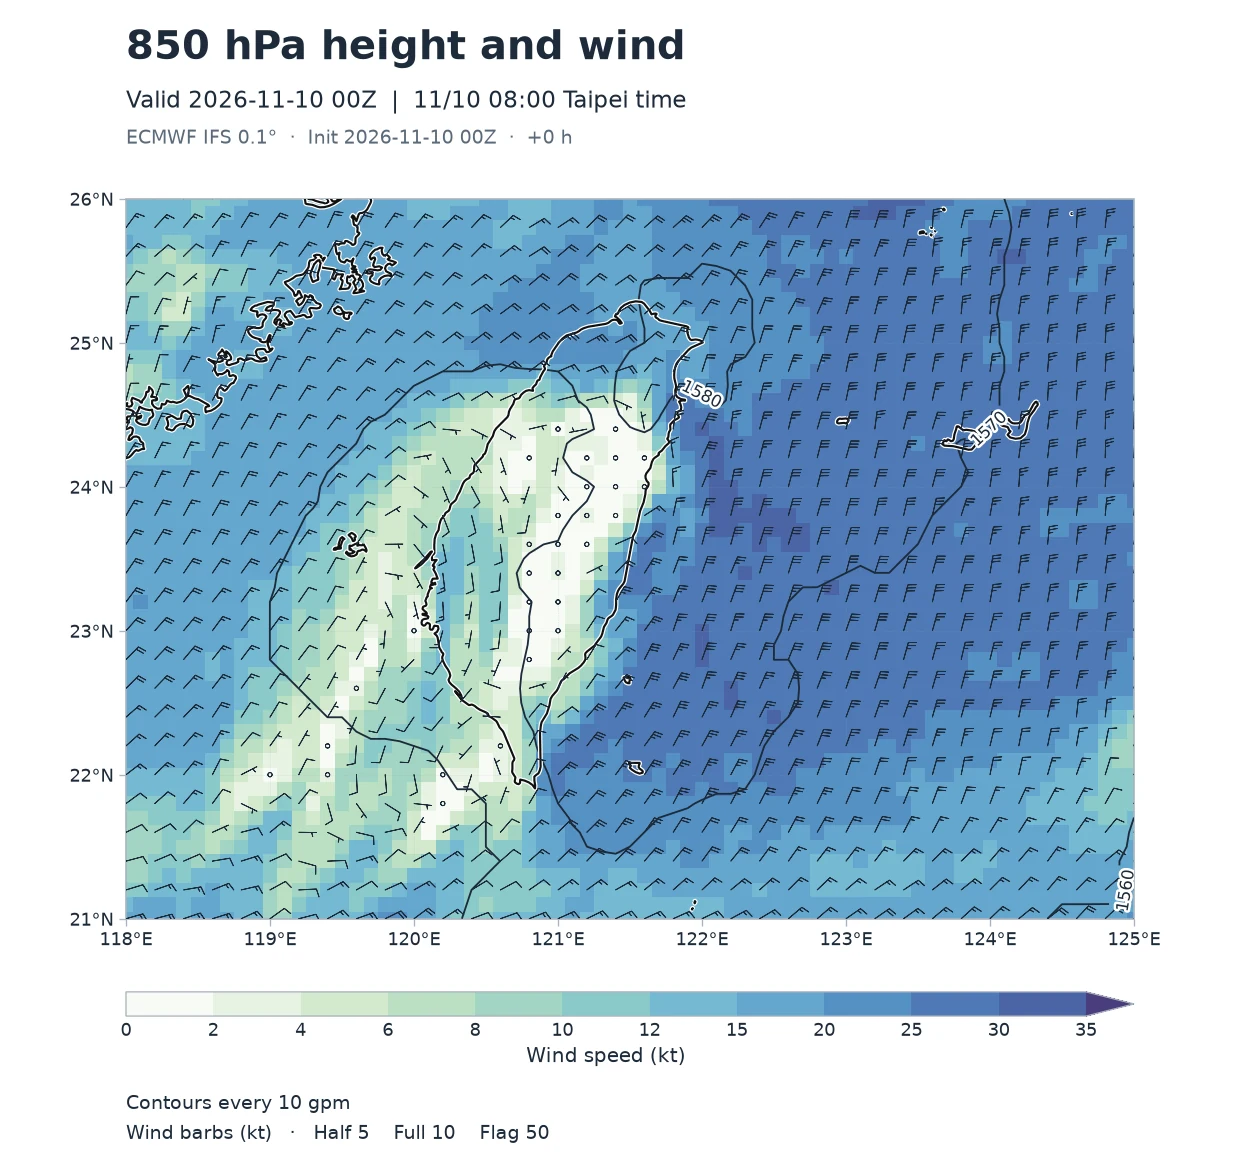 850 hPa height and wind
Valid 2026-11-10 00Z | 11/10 08:00 Taipei time
ECMWF IFS 0.1° · Init 2026-11-10 00Z · +0 h
26°N
25°N
24°N
23°N
22°N
21°N
1580
1570
1560
118°E 119°E 120°E 121°E 122°E 123°E 124°E 125°E
0 2 4 6 8 10 12 15 20 25 30 35
Wind speed (kt)
Contours every 10 gpm
Wind barbs (kt) · Half 5 Full 10 Flag 50